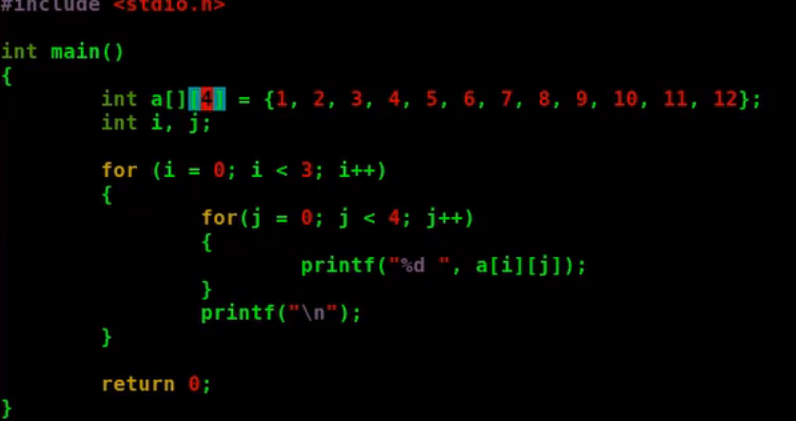 #include <stdio.h>
int main()
{
int a[][4] = {1, 2, 3, 4, 5, 6, 7, 8, 9, 10, 11, 12};
int i, j;
for (i = 0; i < 3; i++)
{
for(j = 0; j < 4; j++)
{
printf("%d ", a[i][j]);
}
printf("\n");
}
return 0;
}